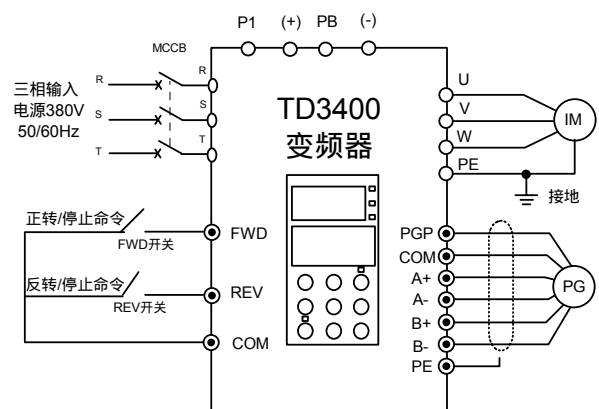 P1 (+) PB (-)
MCCB
R R
三相输入
电源380V
50/60Hz
S S
T T
TD3400
变频器
U
V
W
PE
IM
接地
正转/停止命令
FWD开关
FWD
反转/停止命令
REV开关
REV
COM
PGP
COM
A+
A-
B+
B-
PE
PG